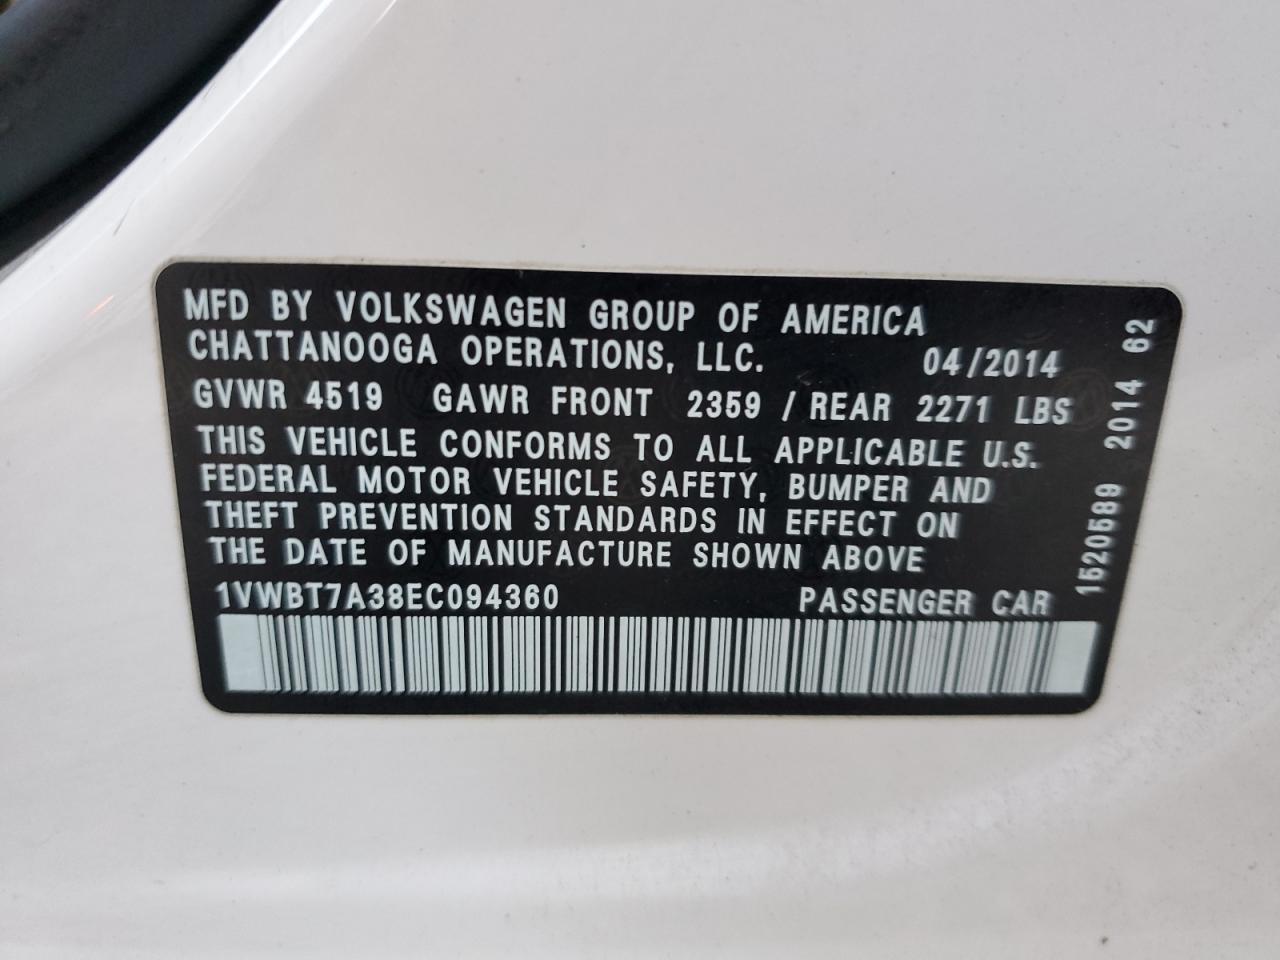 MFD BY VOLKSWAGEN GROUP OF AMERICA
CHATTANOOGA OPERATIONS, LLC. 04/2014
GVWR 4519 GAWR FRONT 2359 / REAR 2271 LBS
THIS VEHICLE CONFORMS TO ALL APPLICABLE U.S.
FEDERAL MOTOR VEHICLE SAFETY, BUMPER AND
THEFT PREVENTION STANDARDS IN EFFECT ON
THE DATE OF MANUFACTURE SHOWN ABOVE
1VWBT7A38EC094360 PASSENGER CAR
1520589 2014 62